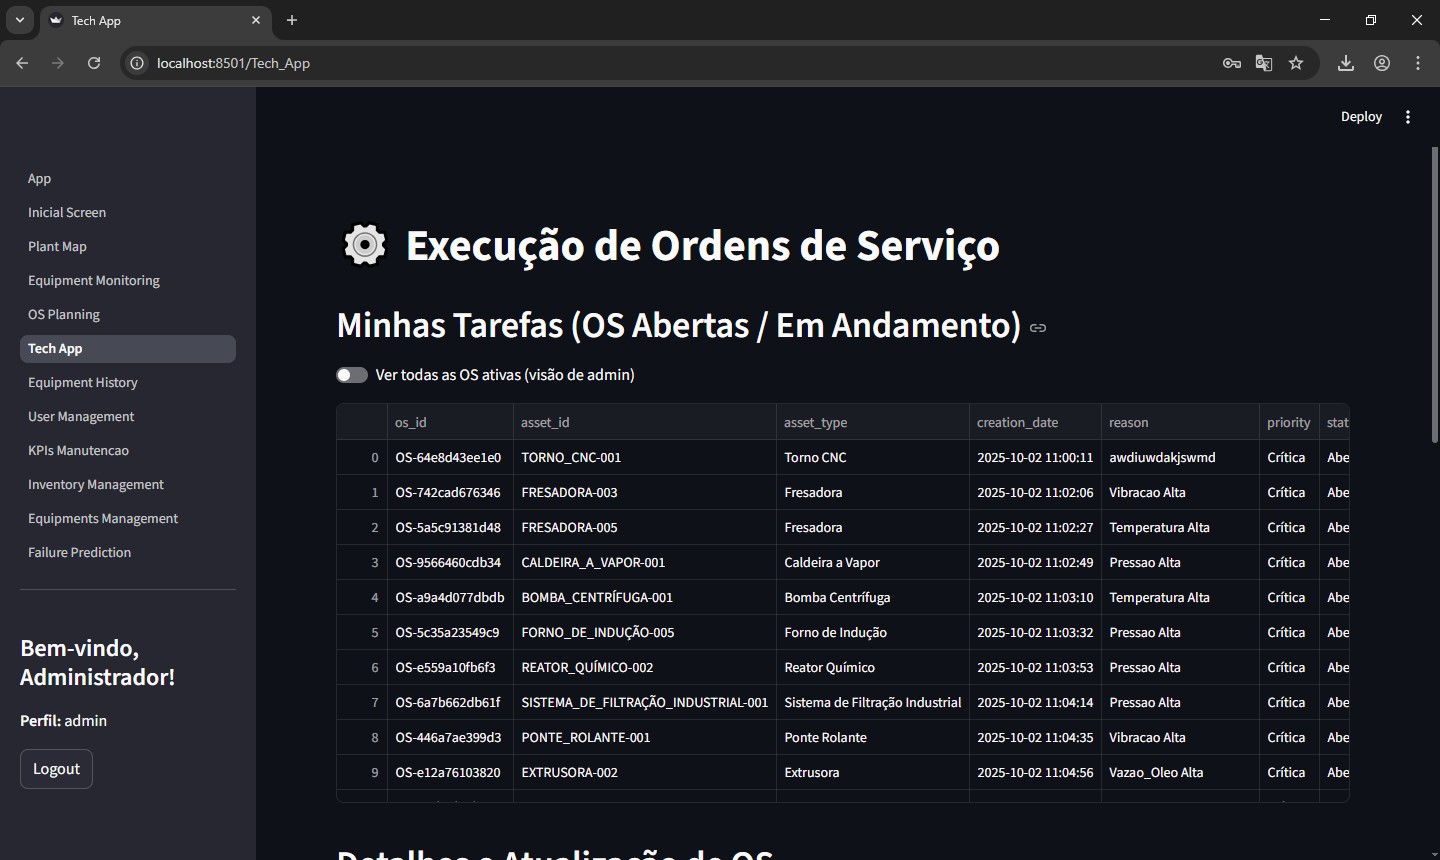 Tech App
localhost:8501/Tech_App
Deploy
App
Inicial Screen
Plant Map
Equipment Monitoring
OS Planning
Tech App
Equipment History
User Management
KPIs Manutencao
Inventory Management
Equipments Management
Failure Prediction
Bem-vindo,
Administrador!
Perfil: admin
Logout
Execução de Ordens de Serviço
Minhas Tarefas (OS Abertas / Em Andamento)
Ver todas as OS ativas (visão de admin)
os_id asset_id asset_type creation_date reason priority stat
0 OS-64e8d43ee1e0 TORNO_CNC-001 Torno CNC 2025-10-02 11:00:11 awdiuwdakjswmd Crítica Abe
1 OS-742cad676346 FRESADORA-003 Fresadora 2025-10-02 11:02:06 Vibracao Alta Crítica Abe
2 OS-5a5c91381d48 FRESADORA-005 Fresadora 2025-10-02 11:02:27 Temperatura Alta Crítica Abe
3 OS-9566460cdb34 CALDEIRA_A_VAPOR-001 Caldeira a Vapor 2025-10-02 11:02:49 Pressao Alta Crítica Abe
4 OS-a9a4d077dbdb BOMBA_CENTRÍFUGA-001 Bomba Centrífuga 2025-10-02 11:03:10 Temperatura Alta Crítica Abe
5 OS-5c35a23549c9 FORNO_DE_INDUÇÃO-005 Forno de Indução 2025-10-02 11:03:32 Pressao Alta Crítica Abe
6 OS-e559a10fb6f3 REATOR_QUÍMICO-002 Reator Químico 2025-10-02 11:03:53 Pressao Alta Crítica Abe
7 OS-6a7b662db61f SISTEMA_DE_FILTRAÇÃO_INDUSTRIAL-001 Sistema de Filtração Industrial 2025-10-02 11:04:14 Pressao Alta Crítica Abe
8 OS-446a7ae399d3 PONTE_ROLANTE-001 Ponte Rolante 2025-10-02 11:04:35 Vibracao Alta Crítica Abe
9 OS-e12a76103820 EXTRUSORA-002 Extrusora 2025-10-02 11:04:56 Vazao_Oleo Alta Crítica Abe
Detalhes e Atualização de OS